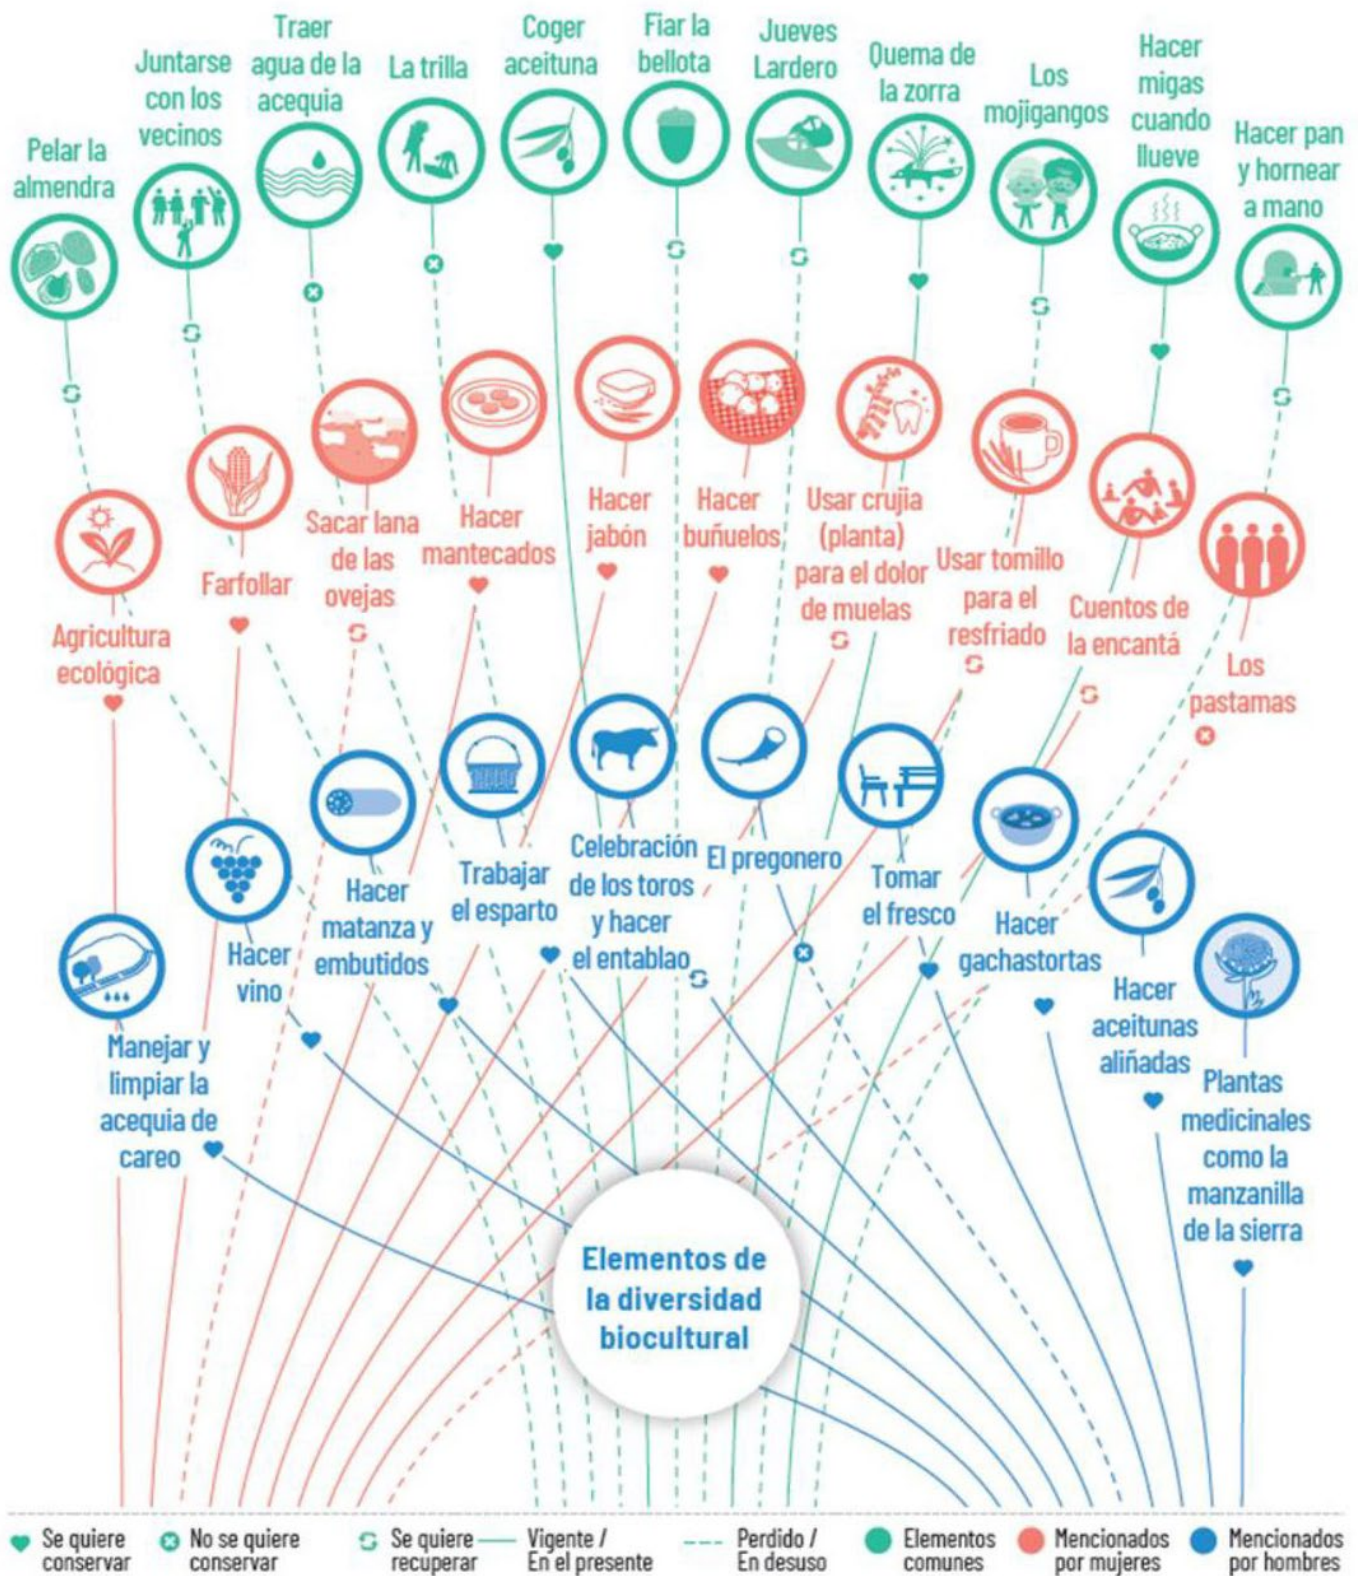 Pelar la
almendra
Juntarse
con los
vecinos
Traer
agua de la
acequia
La trilla
Coger
aceituna
Fiar la
bellota
Jueves
Lardero
Quema de
la zorra
Los
mojigangos
Hacer
migas
cuando
llueve
Hacer pan
y hornear
a mano
Agricultura
ecológica
Farfollar
Sacar lana
de las
ovejas
Hacer
mantecados
Hacer
jabón
Hacer
buñuelos
Usar crujia
(planta)
para el dolor
de muelas
Usar tomillo
para el
resfriado
Cuentos de
la encantá
Los
pastamas
Manejar y
limpiar la
acequia de
careo
Hacer
vino
Hacer
matanza y
embutidos
Trabajar
el esparto
Celebración
de los toros
y hacer
el entablao
El pregonero
Tomar
el fresco
Hacer
gachastortas
Hacer
aceitunas
aliñadas
Plantas
medicinales
como la
manzanilla
de la sierra
Elementos de
la diversidad
biocultural
Se quiere
conservar
No se quiere
conservar
Se quiere
recuperar
Vigente /
En el presente
Perdido /
En desuso
Elementos
comunes
Mencionados
por mujeres
Mencionados
por hombres